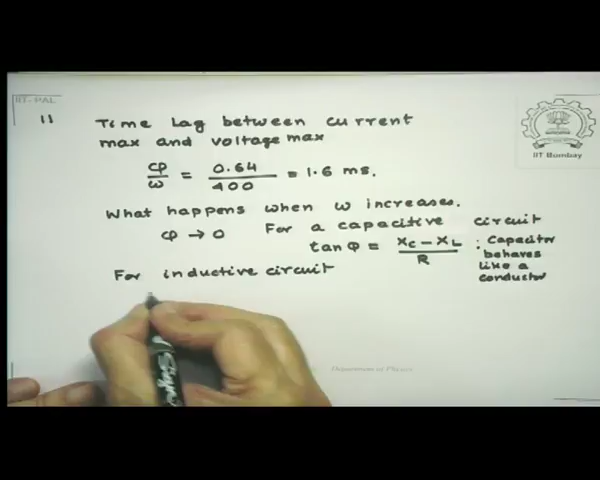 IIT-PAL
11
Time lag between current
max and voltage max
φ/ω = 0.64/400 = 1.6 ms.
What happens when ω increases.
φ → 0 For a capacitive circuit
tan φ = (Xc - XL)/R : Capacitor behaves like a conductor
For inductive circuit
IIT Bombay
Department of Physics